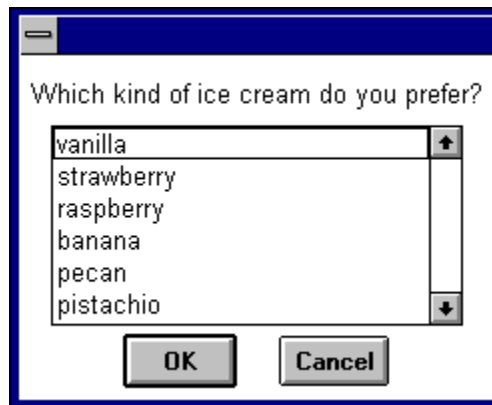 Which kind of ice cream do you prefer?
vanilla
strawberry
raspberry
banana
pecan
pistachio
OK Cancel